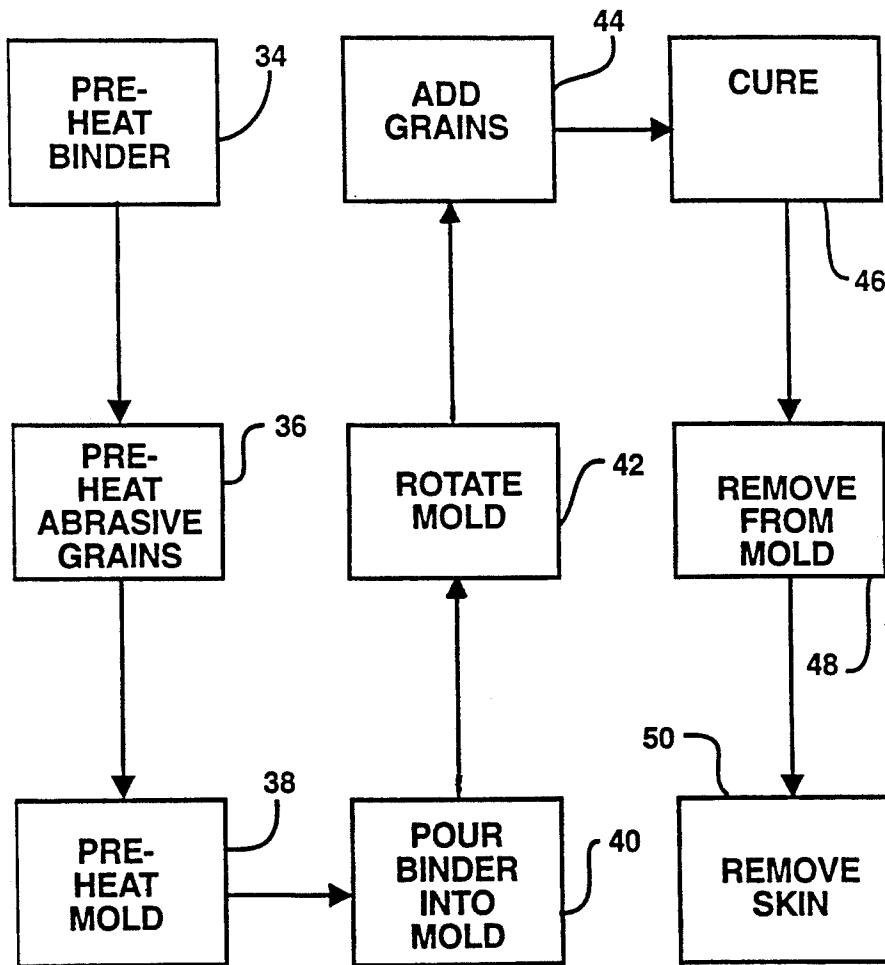 PRE-
HEAT
BINDER
34
PRE-
HEAT
ABRASIVE
GRAINS
36
PRE-
HEAT
MOLD
38
POUR
BINDER
INTO
MOLD
40
ROTATE
MOLD
42
ADD
GRAINS
44
CURE
46
REMOVE
FROM
MOLD
48
REMOVE
SKIN
50